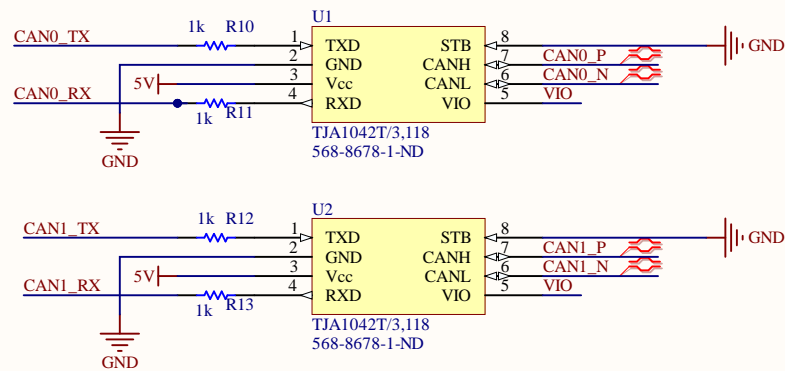 U1
1k R10
CAN0_TX 1 TXD STB 8 GND
2 GND CANH 7 CAN0_P
5V 3 Vcc CANL 6 CAN0_N
CAN0_RX 4 RXD VIO 5 VIO
1k R11
TJA1042T/3,118
568-8678-1-ND
GND
U2
1k R12
CAN1_TX 1 TXD STB 8 GND
2 GND CANH 7 CAN1_P
5V 3 Vcc CANL 6 CAN1_N
CAN1_RX 4 RXD VIO 5 VIO
1k R13
TJA1042T/3,118
568-8678-1-ND
GND